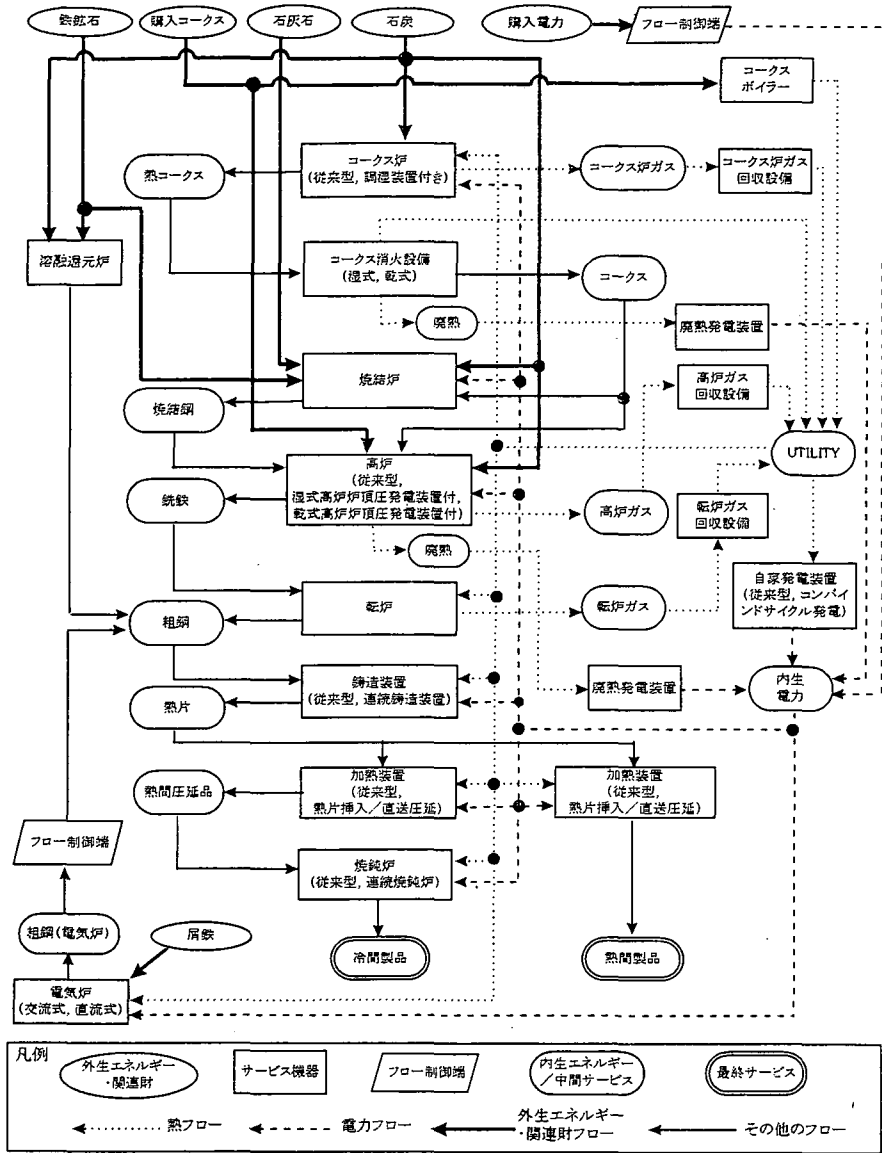 鉄鉱石
購入コークス
石灰石
石炭
購入電力
フロー制御端
コークス
ボイラー
コークス炉
(従来型, 調湿装置付き)
コークス炉ガス
コークス炉ガス
回収設備
熱コークス
溶融還元炉
コークス消火設備
(湿式, 乾式)
コークス
廃熱
廃熱発電装置
焼結炉
高炉ガス
回収設備
焼結鋼
UTILITY
高炉
(従来型,
湿式高炉炉頂圧発電装置付,
乾式高炉炉頂圧発電装置付)
銑鉄
高炉ガス
転炉ガス
回収設備
廃熱
自家発電装置
(従来型, コンバイ
ンドサイクル発電)
転炉
転炉ガス
粗鋼
鋳造装置
(従来型, 連続鋳造装置)
廃熱発電装置
内生
電力
熱片
加熱装置
(従来型,
熱片挿入/直送圧延)
加熱装置
(従来型,
熱片挿入/直送圧延)
熱間圧延品
フロー制御端
焼鈍炉
(従来型, 連続焼鈍炉)
粗鋼(電気炉)
屑鉄
冷間製品
熱間製品
電気炉
(交流式, 直流式)
凡例
外生エネルギー
・関連財
サービス機器
フロー制御端
内生エネルギー
/中間サービス
最終サービス
熱フロー
電力フロー
外生エネルギー
・関連財フロー
その他のフロー